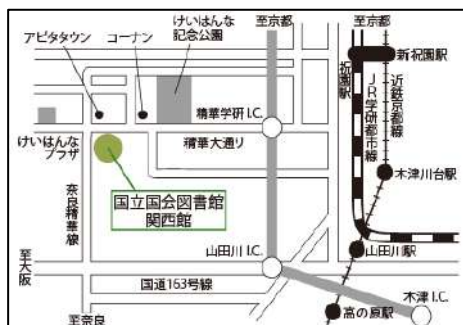 至京都
至京都
けいはんな
記念公園
アピタタウン
コーナン
新祝園駅
祝園駅
JR学研都市線
近鉄京都線
精華学研 I.C.
精華大通り
けいはんな
プラザ
木津川台駅
国立国会図書館
関西館
奈良精華線
山田川 I.C.
山田川駅
至大阪
国道163号線
木津 I.C.
高の原駅
至奈良